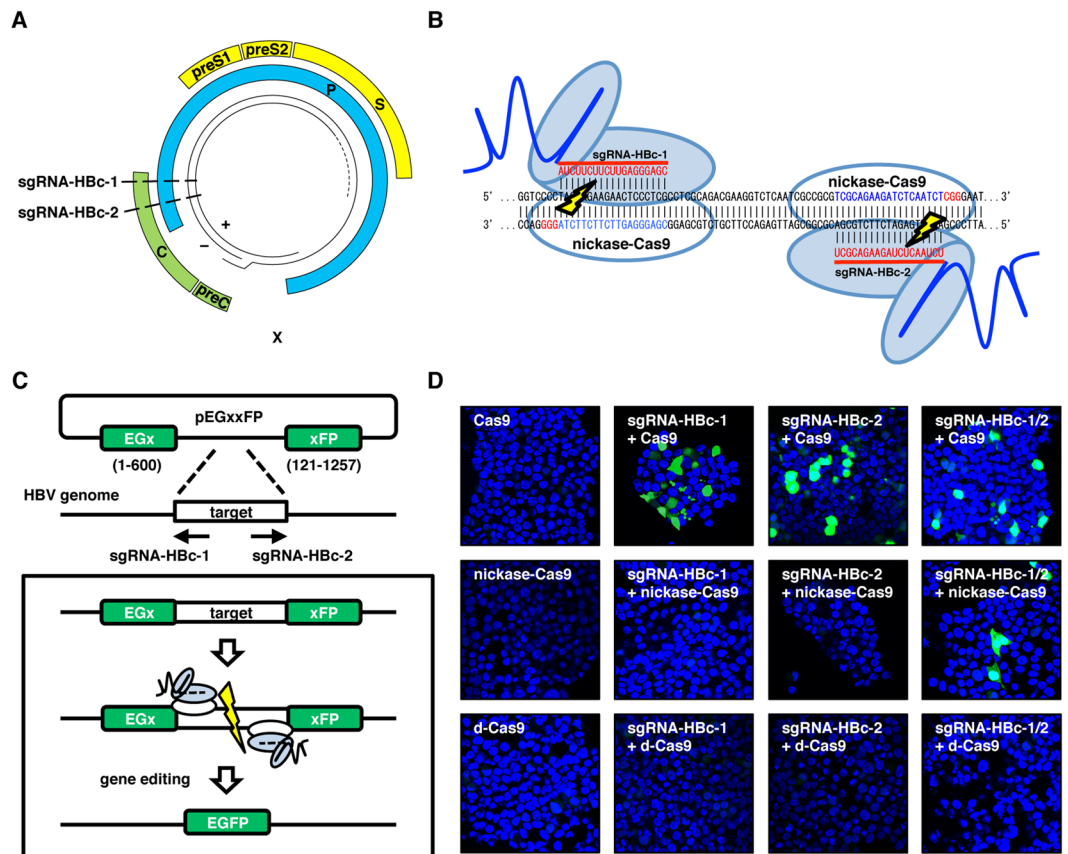 A
preS1
preS2
P
S
sgRNA-HBc-1
sgRNA-HBc-2
+
−
C
preC
X
B
sgRNA-HBc-1
AUCUUCUUCUUGAGGGAGC
nickase-Cas9
3'...CCAGGGGATCTTCTTCTTGAGGGAGCGGAGCGTCTGCTTCCAGAGTTAGCGGCGC
TCGCAGAAGATCTCAATCTCGGGAAT...3'
nickase-Cas9
UCGCAGAAGAUCUCAAUCU
sgRNA-HBc-2
C
pEGxxFP
EGx
xFP
(1-600)
(121-1257)
HBV genome
target
sgRNA-HBc-1
sgRNA-HBc-2
EGx
target
xFP
EGx
xFP
gene editing
EGFP
D
Cas9
sgRNA-HBc-1
+ Cas9
sgRNA-HBc-2
+ Cas9
sgRNA-HBc-1/2
+ Cas9
nickase-Cas9
sgRNA-HBc-1
+ nickase-Cas9
sgRNA-HBc-2
+ nickase-Cas9
sgRNA-HBc-1/2
+ nickase-Cas9
d-Cas9
sgRNA-HBc-1
+ d-Cas9
sgRNA-HBc-2
+ d-Cas9
sgRNA-HBc-1/2
+ d-Cas9